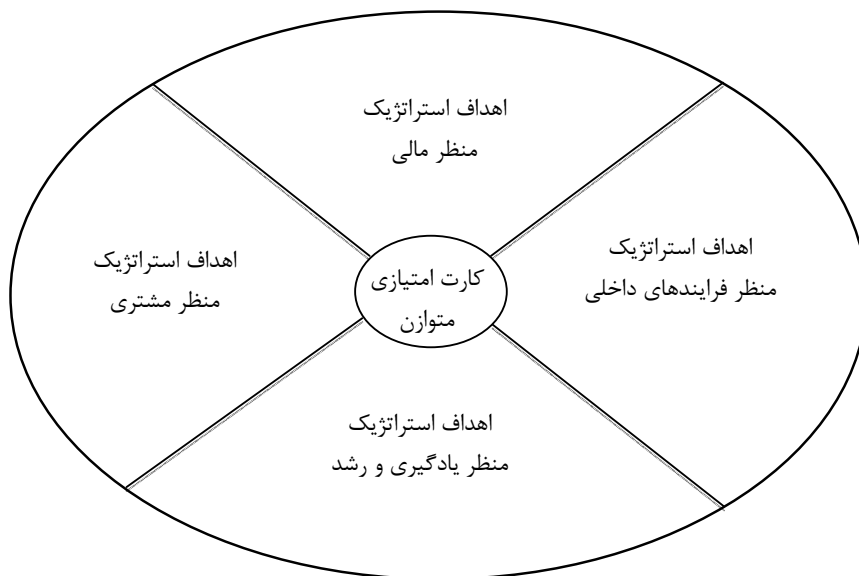 اهداف استراتژیک
منظر مالی
اهداف استراتژیک
منظر فرایندهای داخلی
کارت امتیازی
متوازن
اهداف استراتژیک
منظر مشتری
اهداف استراتژیک
منظر یادگیری و رشد